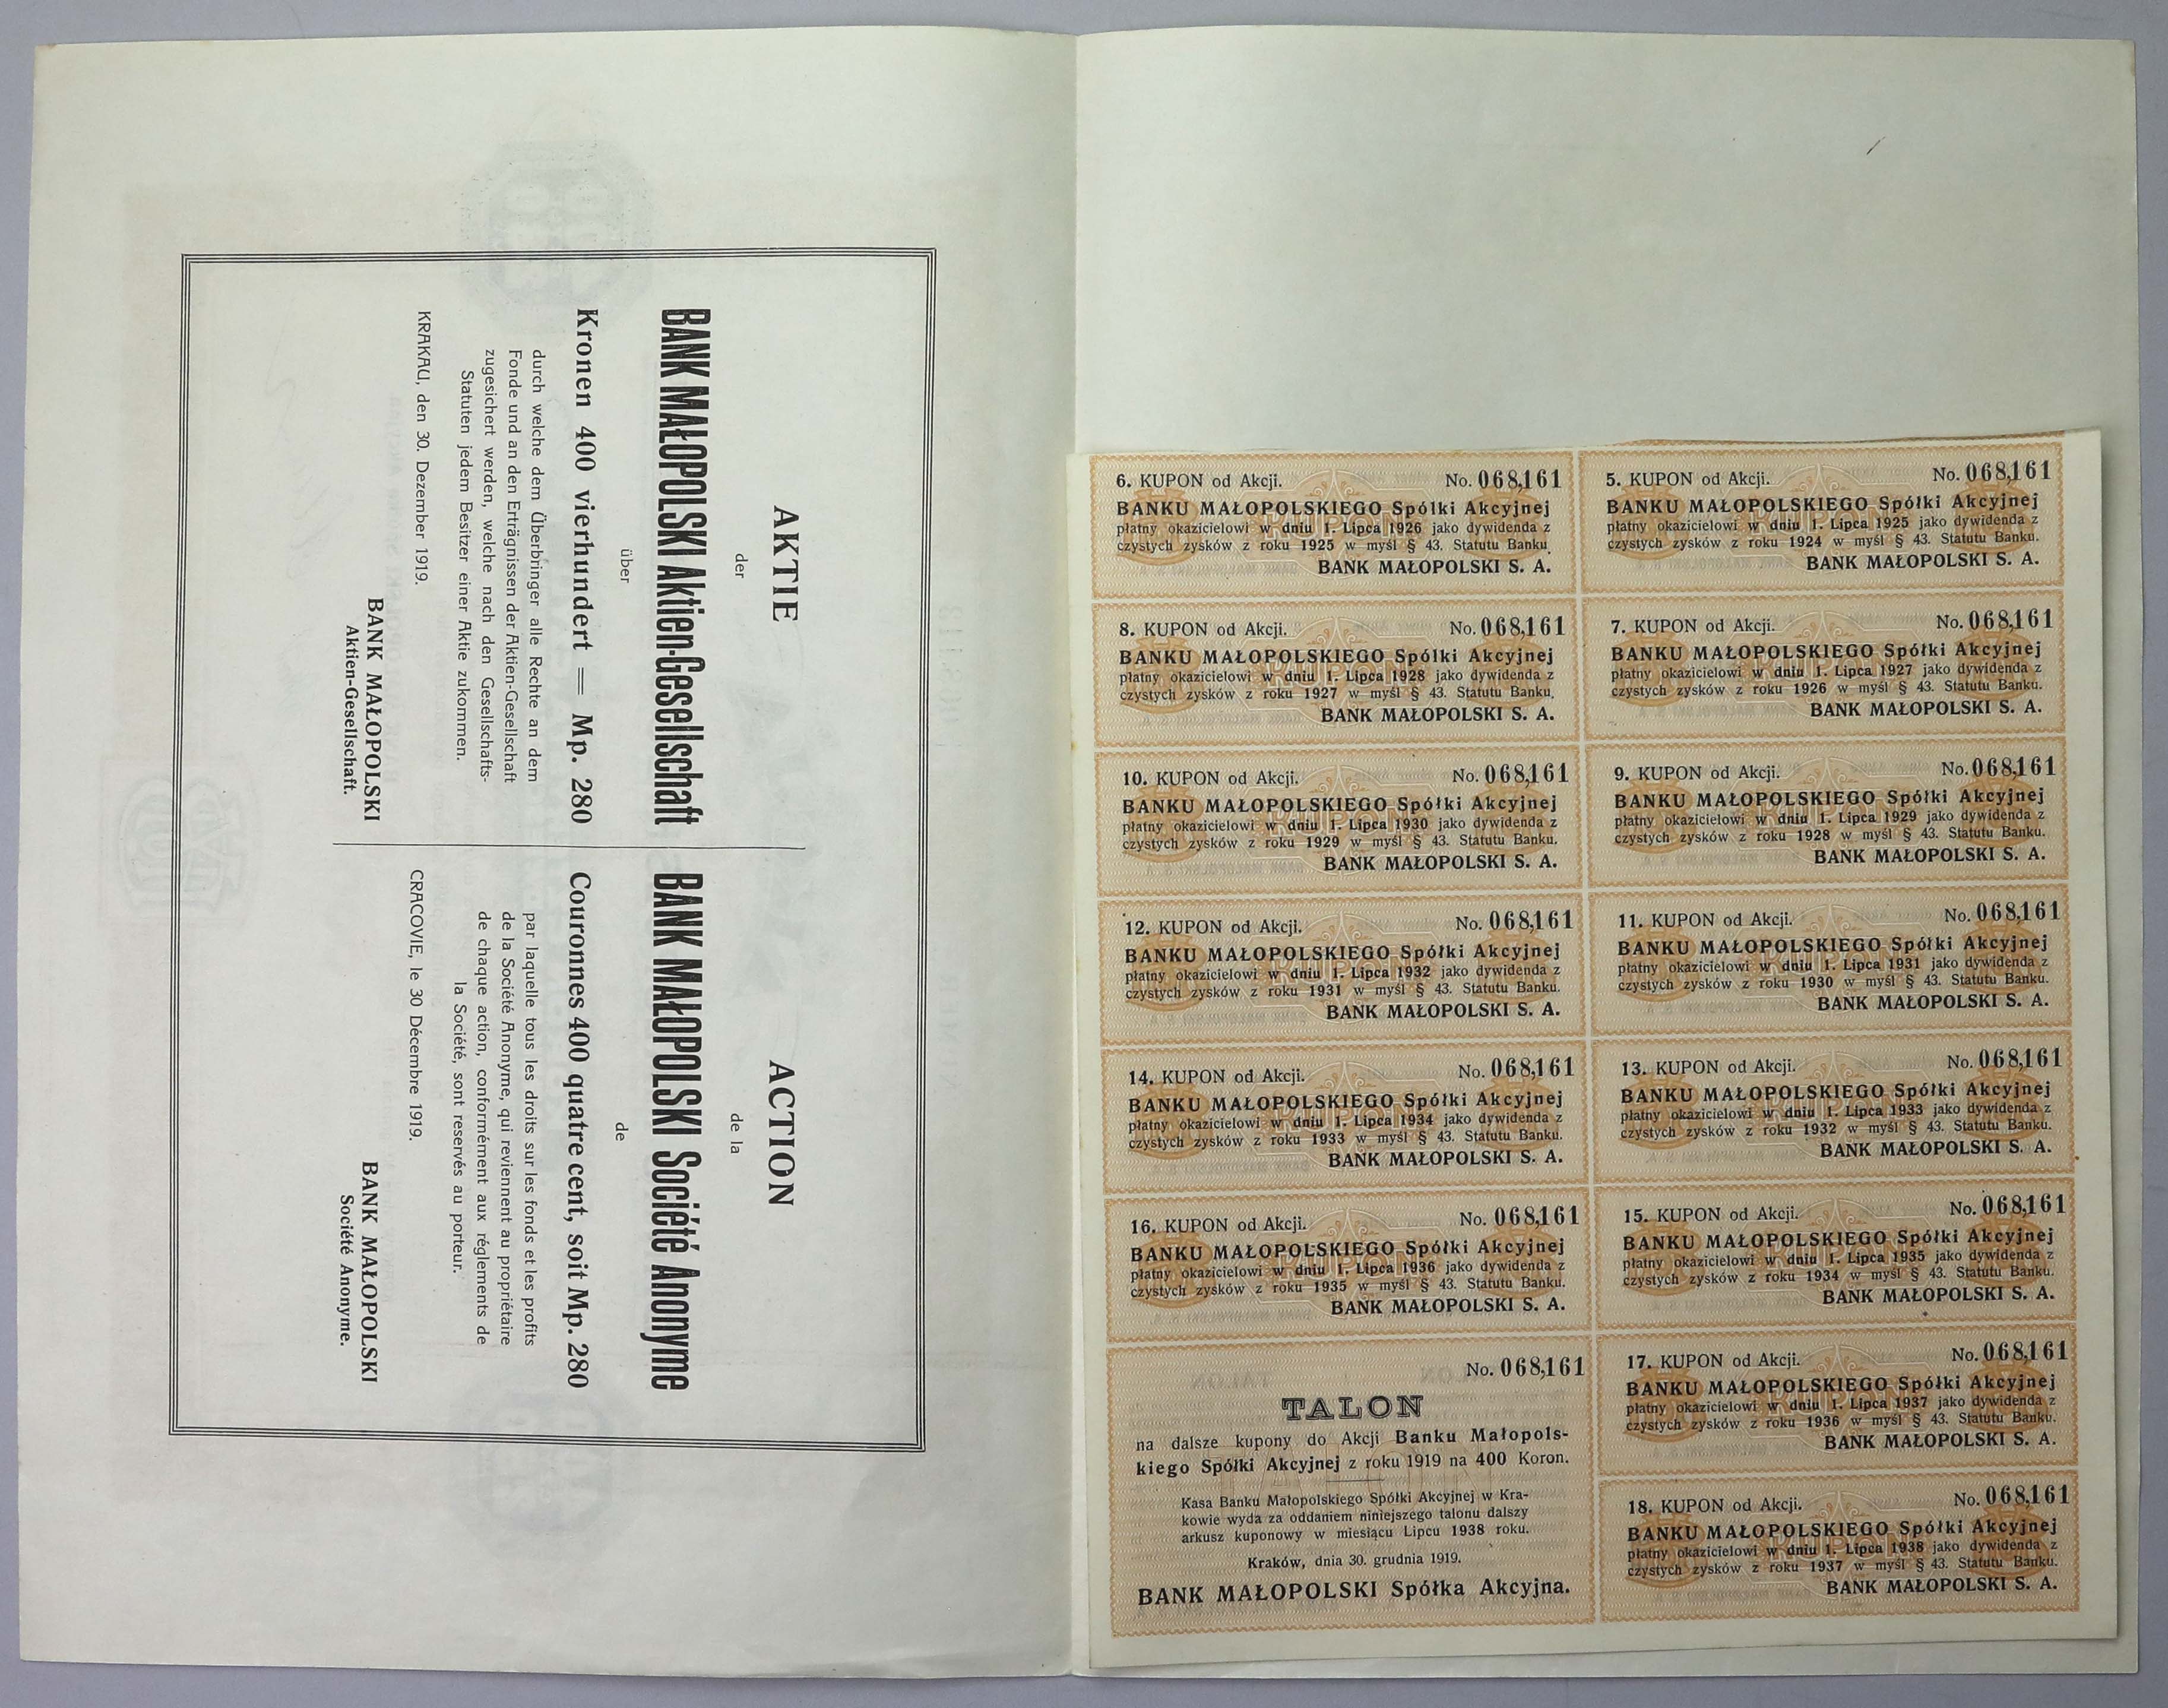 AKTIE
der
BANK MAŁOPOLSKI Aktien-Gesellschaft
über
Kronen 400 vierhundert = Mp. 280
durch welche dem Überbringer alle Rechte an dem
Fonde und an den Erträgnissen der Aktien-Gesellschaft
zugesichert werden, welche nach den Gesellschafts-
Statuten jedem Besitzer einer Aktie zukommen.
KRAKAU, den 30. Dezember 1919.
BANK MAŁOPOLSKI
Aktien-Gesellschaft.
ACTION
de la
BANK MAŁOPOLSKI Société Anonyme
de
Couronnes 400 quatre cent, soit Mp. 280
par laquelle tous les droits sur les fonds et les profits
de la Société Anonyme, qui reviennent au propriétaire
de chaque action, conformément aux réglements de
la Société, sont reservés au porteur.
CRACOVIE, le 30 Décembre 1919.
BANK MAŁOPOLSKI
Société Anonyme.
6. KUPON od Akcji. No. 068,161
BANKU MAŁOPOLSKIEGO Spółki Akcyjnej
płatny okazicielowi w dniu 1. Lipca 1926 jako dywidenda z
czystych zysków z roku 1925 w myśl § 43. Statutu Banku.
BANK MAŁOPOLSKI S. A.
5. KUPON od Akcji. No. 068,161
BANKU MAŁOPOLSKIEGO Spółki Akcyjnej
płatny okazicielowi w dniu 1. Lipca 1925 jako dywidenda z
czystych zysków z roku 1924 w myśl § 43. Statutu Banku.
BANK MAŁOPOLSKI S. A.
8. KUPON od Akcji. No. 068,161
BANKU MAŁOPOLSKIEGO Spółki Akcyjnej
płatny okazicielowi w dniu 1. Lipca 1928 jako dywidenda z
czystych zysków z roku 1927 w myśl § 43. Statutu Banku.
BANK MAŁOPOLSKI S. A.
7. KUPON od Akcji. No. 068,161
BANKU MAŁOPOLSKIEGO Spółki Akcyjnej
płatny okazicielowi w dniu 1. Lipca 1927 jako dywidenda z
czystych zysków z roku 1926 w myśl § 43. Statutu Banku.
BANK MAŁOPOLSKI S. A.
10. KUPON od Akcji. No. 068,161
BANKU MAŁOPOLSKIEGO Spółki Akcyjnej
płatny okazicielowi w dniu 1. Lipca 1930 jako dywidenda z
czystych zysków z roku 1929 w myśl § 43. Statutu Banku.
BANK MAŁOPOLSKI S. A.
9. KUPON od Akcji. No. 068,161
BANKU MAŁOPOLSKIEGO Spółki Akcyjnej
płatny okazicielowi w dniu 1. Lipca 1929 jako dywidenda z
czystych zysków z roku 1928 w myśl § 43. Statutu Banku.
BANK MAŁOPOLSKI S. A.
12. KUPON od Akcji. No. 068,161
BANKU MAŁOPOLSKIEGO Spółki Akcyjnej
płatny okazicielowi w dniu 1. Lipca 1932 jako dywidenda z
czystych zysków z roku 1931 w myśl § 43. Statutu Banku.
BANK MAŁOPOLSKI S. A.
11. KUPON od Akcji. No. 068,161
BANKU MAŁOPOLSKIEGO Spółki Akcyjnej
płatny okazicielowi w dniu 1. Lipca 1931 jako dywidenda z
czystych zysków z roku 1930 w myśl § 43. Statutu Banku.
BANK MAŁOPOLSKI S. A.
14. KUPON od Akcji. No. 068,161
BANKU MAŁOPOLSKIEGO Spółki Akcyjnej
płatny okazicielowi w dniu 1. Lipca 1934 jako dywidenda z
czystych zysków z roku 1933 w myśl § 43. Statutu Banku.
BANK MAŁOPOLSKI S. A.
13. KUPON od Akcji. No. 068,161
BANKU MAŁOPOLSKIEGO Spółki Akcyjnej
płatny okazicielowi w dniu 1. Lipca 1933 jako dywidenda z
czystych zysków z roku 1932 w myśl § 43. Statutu Banku.
BANK MAŁOPOLSKI S. A.
16. KUPON od Akcji. No. 068,161
BANKU MAŁOPOLSKIEGO Spółki Akcyjnej
płatny okazicielowi w dniu 1. Lipca 1936 jako dywidenda z
czystych zysków z roku 1935 w myśl § 43. Statutu Banku.
BANK MAŁOPOLSKI S. A.
15. KUPON od Akcji. No. 068,161
BANKU MAŁOPOLSKIEGO Spółki Akcyjnej
płatny okazicielowi w dniu 1. Lipca 1935 jako dywidenda z
czystych zysków z roku 1934 w myśl § 43. Statutu Banku.
BANK MAŁOPOLSKI S. A.
No. 068,161
TALON
na dalsze kupony do Akcji Banku Małopols-
kiego Spółki Akcyjnej z roku 1919 na 400 Koron.
Kasa Banku Małopolskiego Spółki Akcyjnej w Kra-
kowie wyda za oddaniem niniejszego talonu dalszy
arkusz kuponowy w miesiącu Lipcu 1938 roku.
Kraków, dnia 30. grudnia 1919.
BANK MAŁOPOLSKI Spółka Akcyjna.
17. KUPON od Akcji. No. 068,161
BANKU MAŁOPOLSKIEGO Spółki Akcyjnej
płatny okazicielowi w dniu 1. Lipca 1937 jako dywidenda z
czystych zysków z roku 1936 w myśl § 43. Statutu Banku.
BANK MAŁOPOLSKI S. A.
18. KUPON od Akcji. No. 068,161
BANKU MAŁOPOLSKIEGO Spółki Akcyjnej
płatny okazicielowi w dniu 1. Lipca 1938 jako dywidenda z
czystych zysków z roku 1937 w myśl § 43. Statutu Banku.
BANK MAŁOPOLSKI S. A.